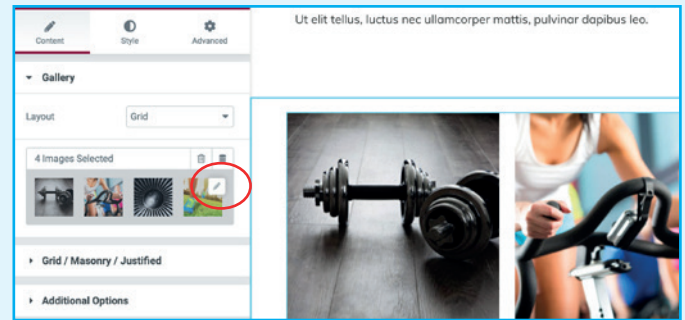 Content Style Advanced
Gallery
Layout Grid
4 Images Selected
Grid / Masonry / Justified
Additional Options
Ut elit tellus, luctus nec ullamcorper mattis, pulvinar dapibus leo.